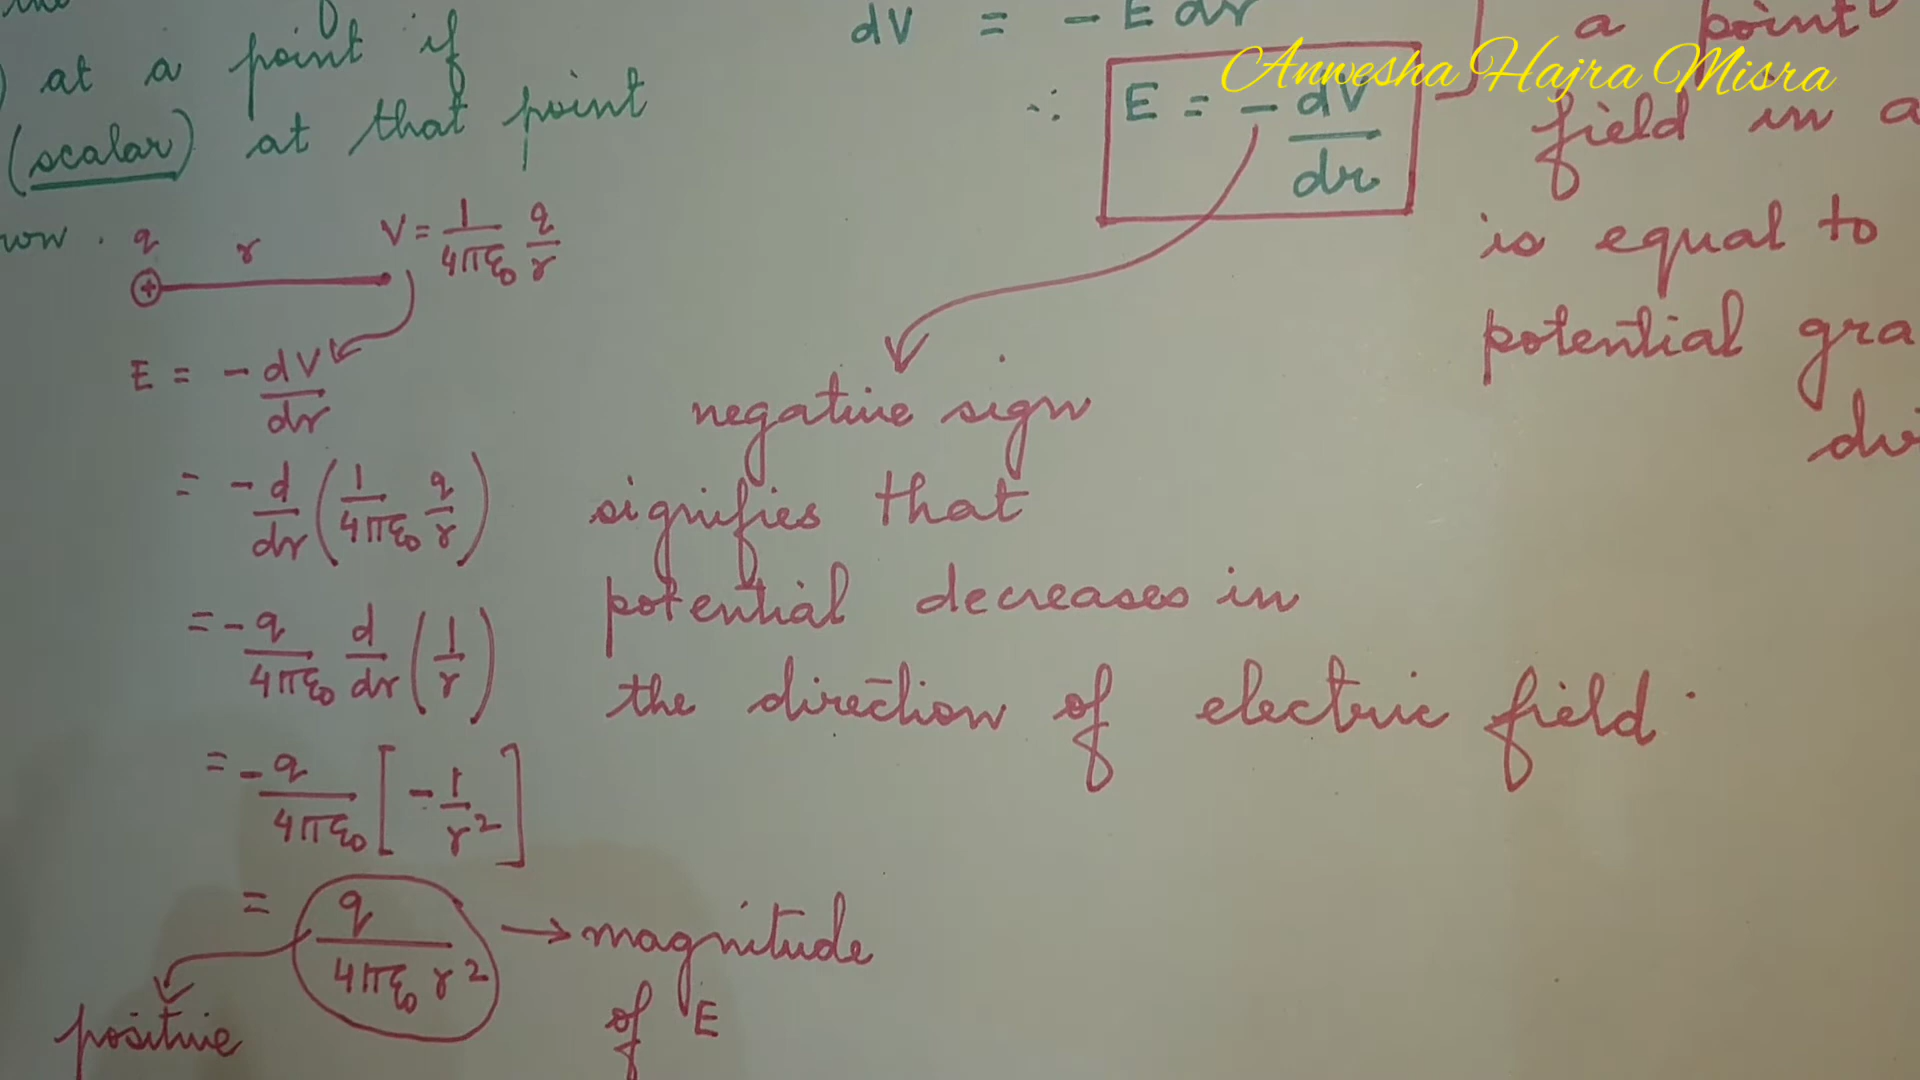 at a point if
(scalar) at that point
q r V = 1/4πε₀ q/r
E = - dV/dr
= - d/dr (1/4πε₀ q/r)
= - q/4πε₀ d/dr (1/r)
= - q/4πε₀ [- 1/r²]
= q/4πε₀ r² → magnitude
of E
positive
dV = - E dr
∴ E = - dV/dr
negative sign
signifies that
potential decreases in
the direction of electric field.
a point
field in a
is equal to
potential gra
Anwesha Hajra Misra